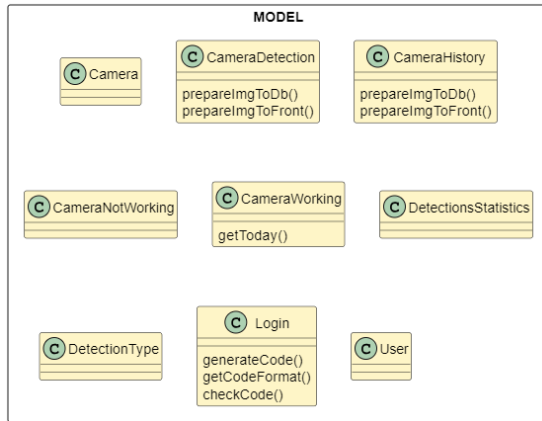 MODEL
C Camera
C CameraDetection
prepareImgToDb()
prepareImgToFront()
C CameraHistory
prepareImgToDb()
prepareImgToFront()
C CameraNotWorking
C CameraWorking
getToday()
C DetectionsStatistics
C DetectionType
C Login
generateCode()
getCodeFormat()
checkCode()
C User